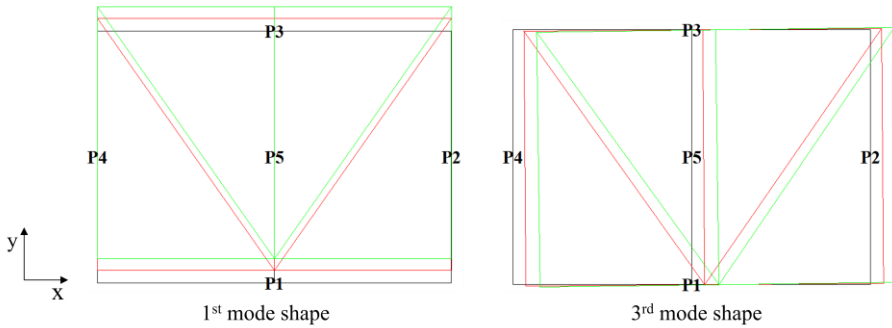 P3
P4
P5
P2
P1
y
x
1st mode shape
P3
P4
P5
P2
P1
3rd mode shape